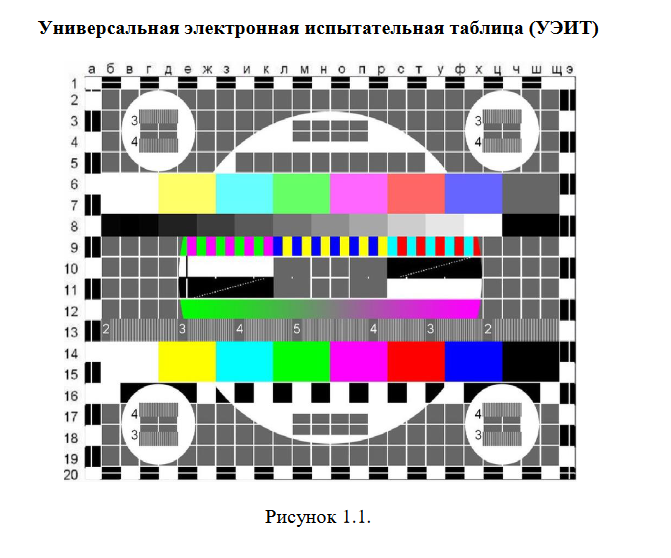 Универсальная электронная испытательная таблица (УЭИТ)
а б в г д е ж з и к л м н о п р с т у ф х ц ч ш щ э
1
2
3 3 3
4 4 4
5
6
7
8
9
10
11
12
13 2 3 4 5 4 3 2
14
15
16
17 4 4
18 3 3
19
20
Рисунок 1.1.